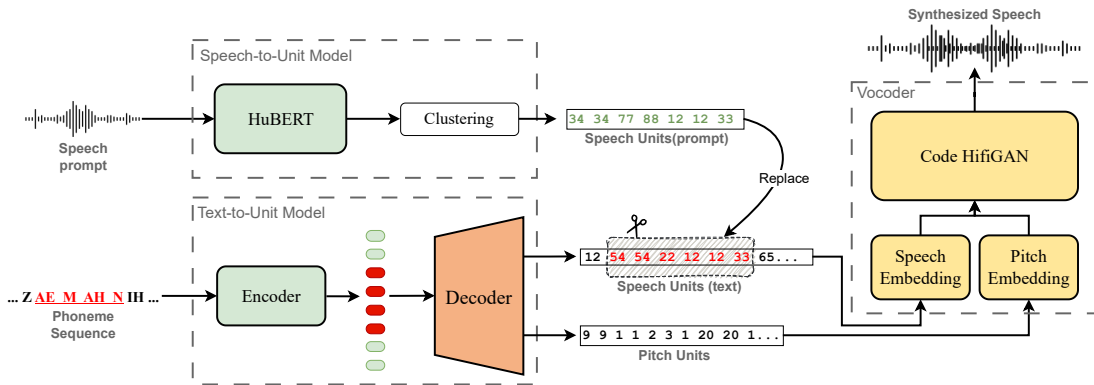 Synthesized Speech
Speech-to-Unit Model
HuBERT
Clustering
Speech
prompt
34 34 77 88 12 12 33
Speech Units(prompt)
Replace
Vocoder
Code HifiGAN
Speech
Embedding
Pitch
Embedding
Text-to-Unit Model
... Z AE M AH N IH ...
Phoneme
Sequence
Encoder
Decoder
12 54 54 22 12 12 33 65...
Speech Units (text)
9 9 1 1 2 3 1 20 20 1...
Pitch Units